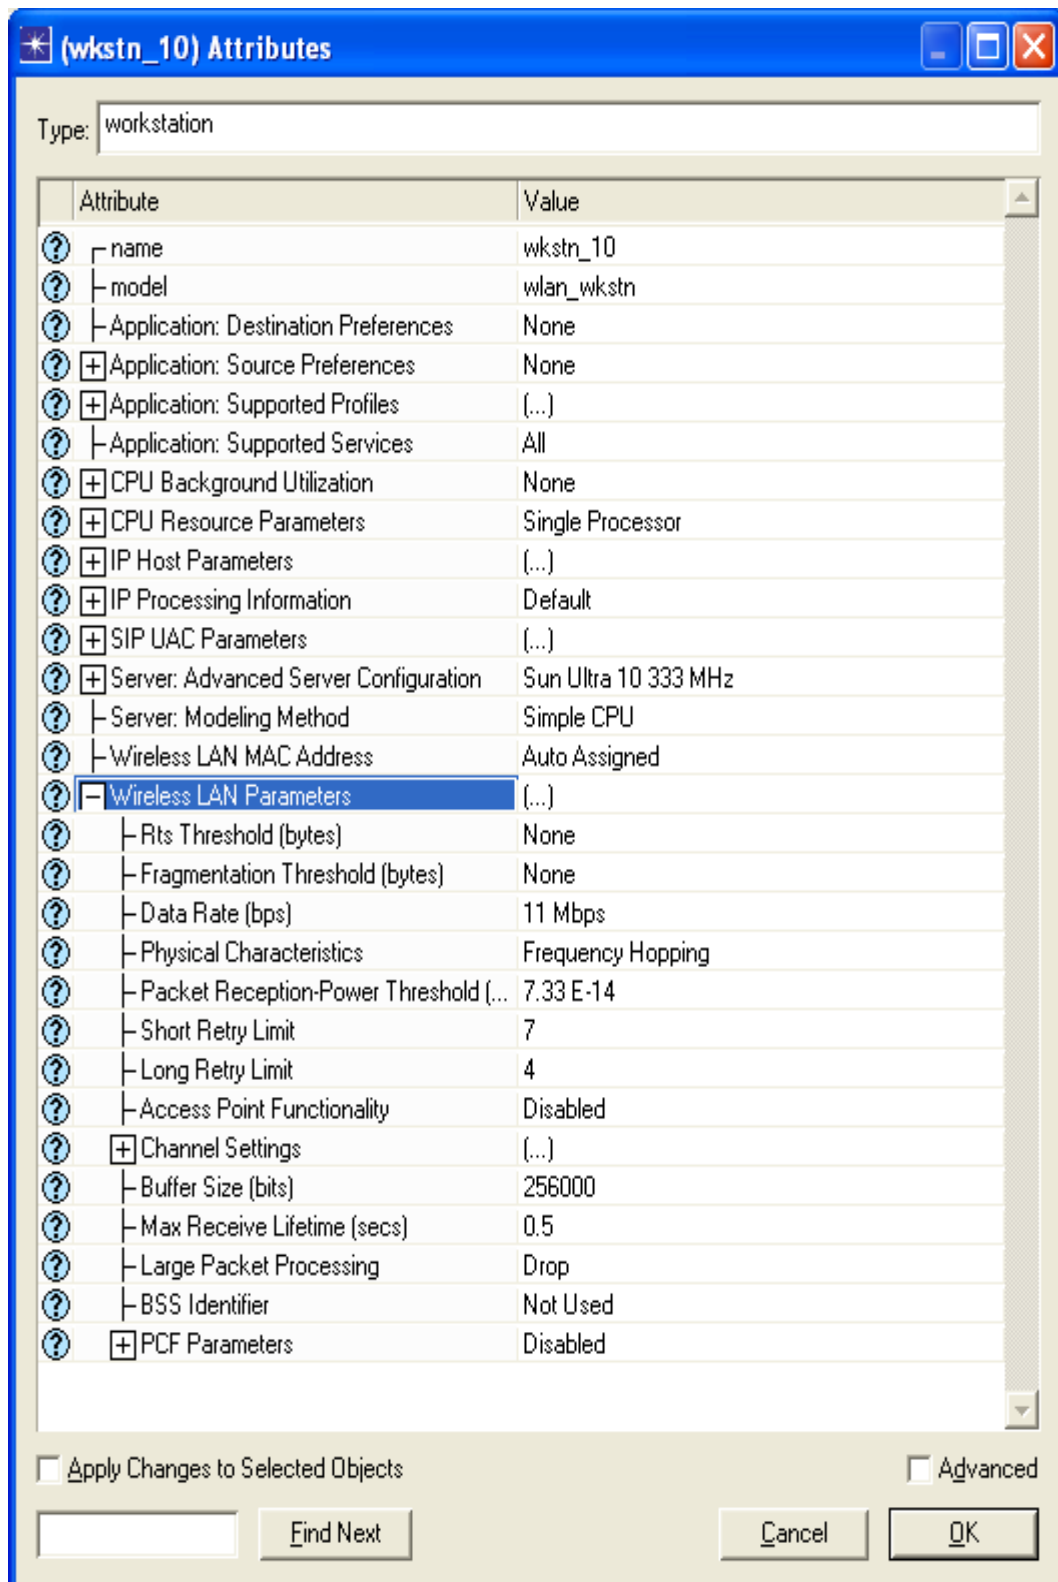 (wkstn_10) Attributes
Type: workstation
Attribute Value
name wkstn_10
model wlan_wkstn
Application: Destination Preferences None
Application: Source Preferences None
Application: Supported Profiles (...)
Application: Supported Services All
CPU Background Utilization None
CPU Resource Parameters Single Processor
IP Host Parameters (...)
IP Processing Information Default
SIP UAC Parameters (...)
Server: Advanced Server Configuration Sun Ultra 10 333 MHz
Server: Modeling Method Simple CPU
Wireless LAN MAC Address Auto Assigned
Wireless LAN Parameters (...)
Rts Threshold (bytes) None
Fragmentation Threshold (bytes) None
Data Rate (bps) 11 Mbps
Physical Characteristics Frequency Hopping
Packet Reception-Power Threshold (... 7.33 E-14
Short Retry Limit 7
Long Retry Limit 4
Access Point Functionality Disabled
Channel Settings (...)
Buffer Size (bits) 256000
Max Receive Lifetime (secs) 0.5
Large Packet Processing Drop
BSS Identifier Not Used
PCF Parameters Disabled
Apply Changes to Selected Objects Advanced
Find Next Cancel OK